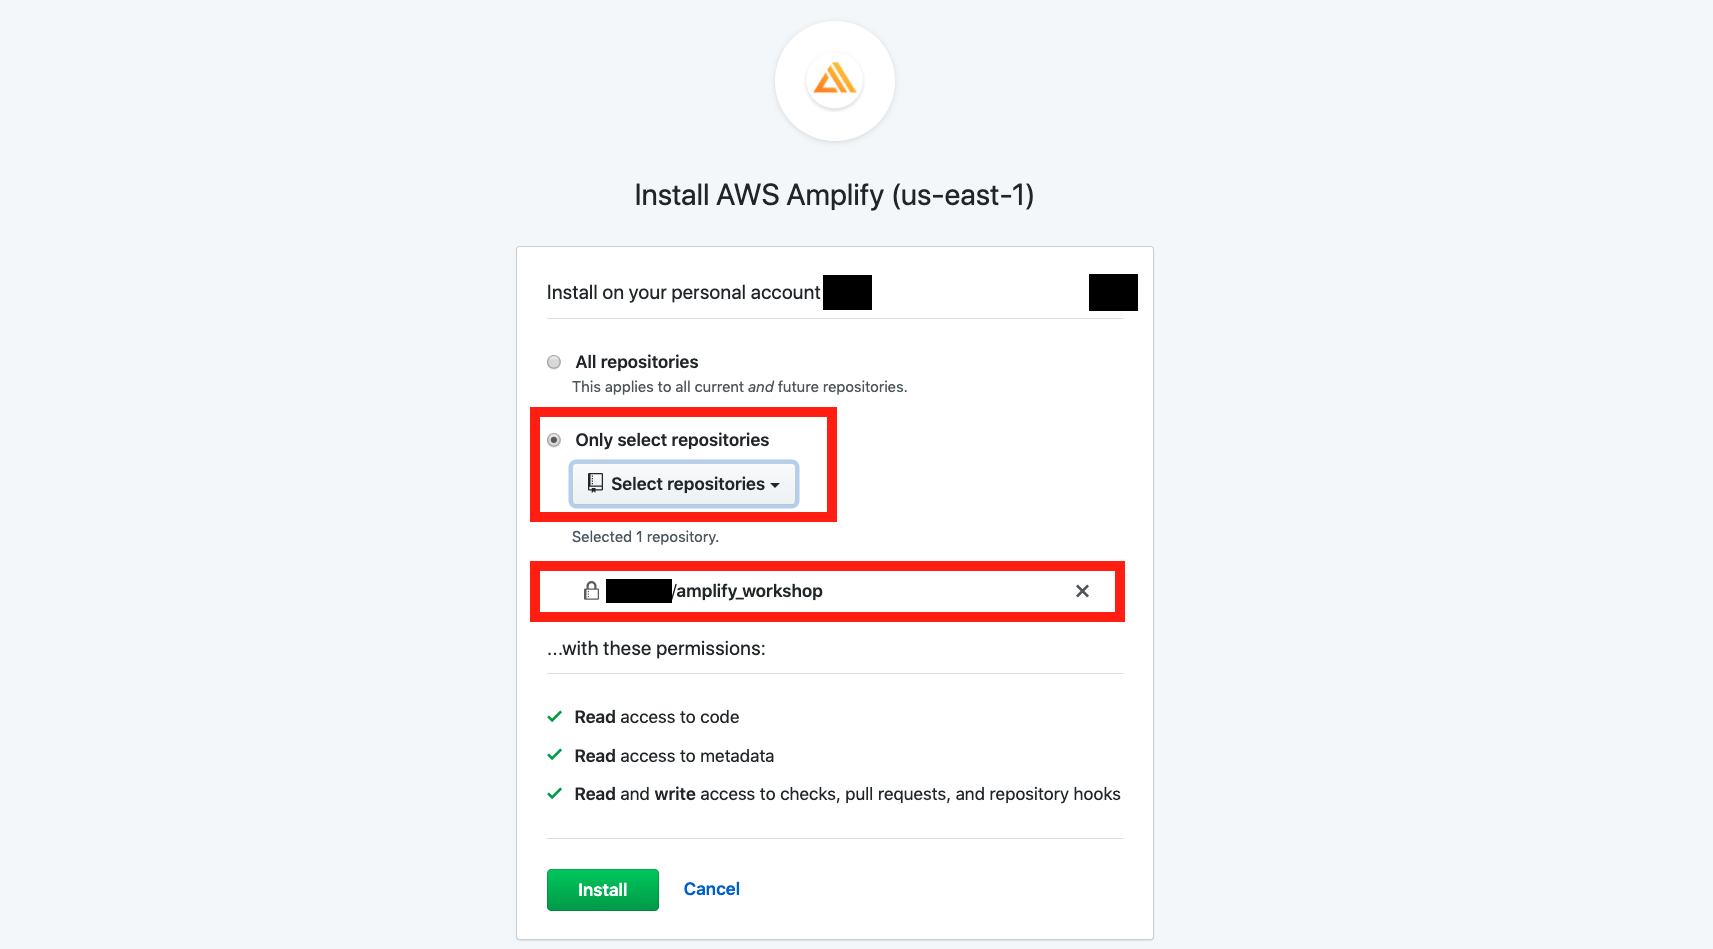 Install AWS Amplify (us-east-1)
Install on your personal account
All repositories
This applies to all current and future repositories.
Only select repositories
Select repositories
Selected 1 repository.
/amplify_workshop
...with these permissions:
Read access to code
Read access to metadata
Read and write access to checks, pull requests, and repository hooks
Install Cancel